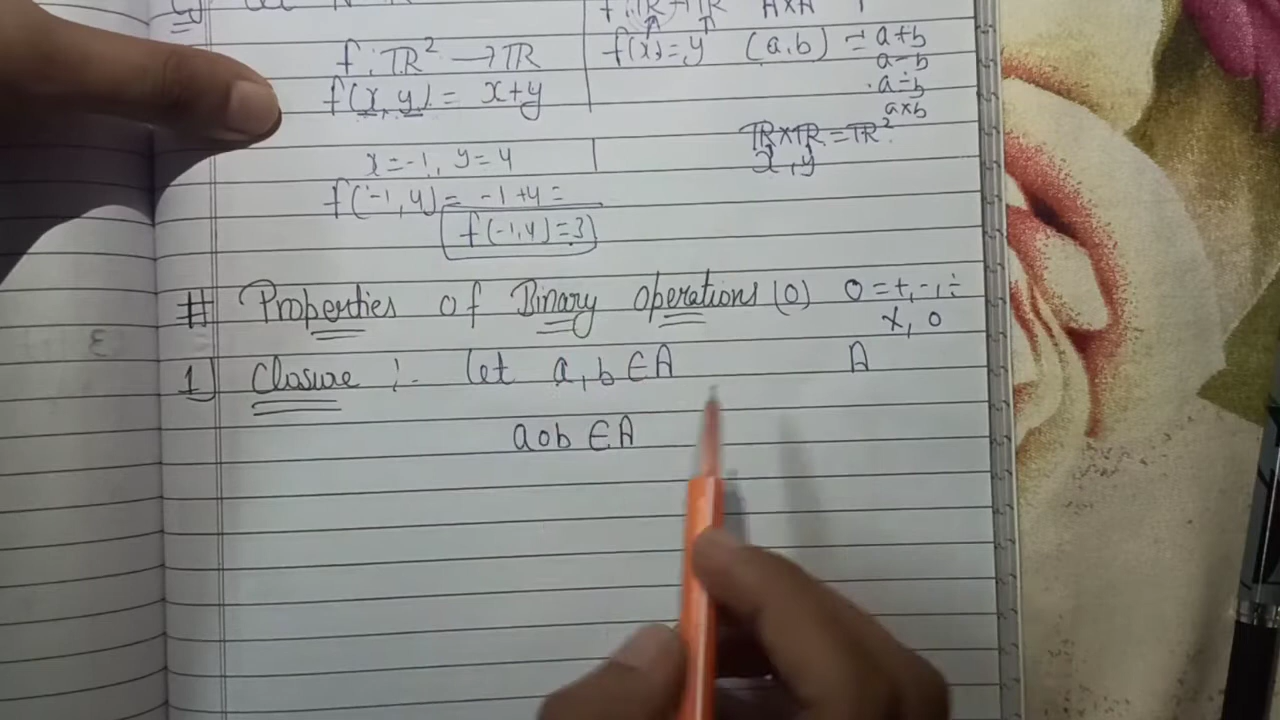 f: ℝ → ℝ A×A
f: ℝ² → ℝ
f(x) = y (a,b) = a+b
a-b
f(x, y) = x+y
a÷b
a×b
ℝ×ℝ = ℝ²
x = -1, y = 4
x, y
f(-1, 4) = -1+4 =
f(-1,4) = 3
# Properties of Binary operations (o) o = +, -, ÷
×, o
1) Closure :- let a, b ∈ A A
aob ∈ A